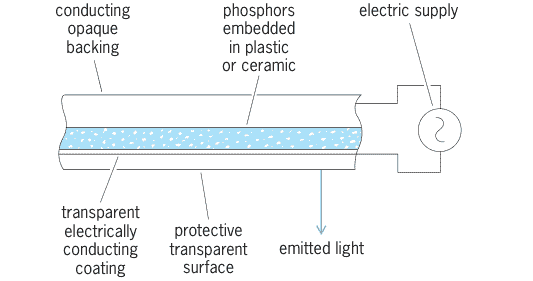 conducting
opaque
backing
phosphors
embedded
in plastic
or ceramic
electric supply
transparent
electrically
conducting
coating
protective
transparent
surface
emitted light